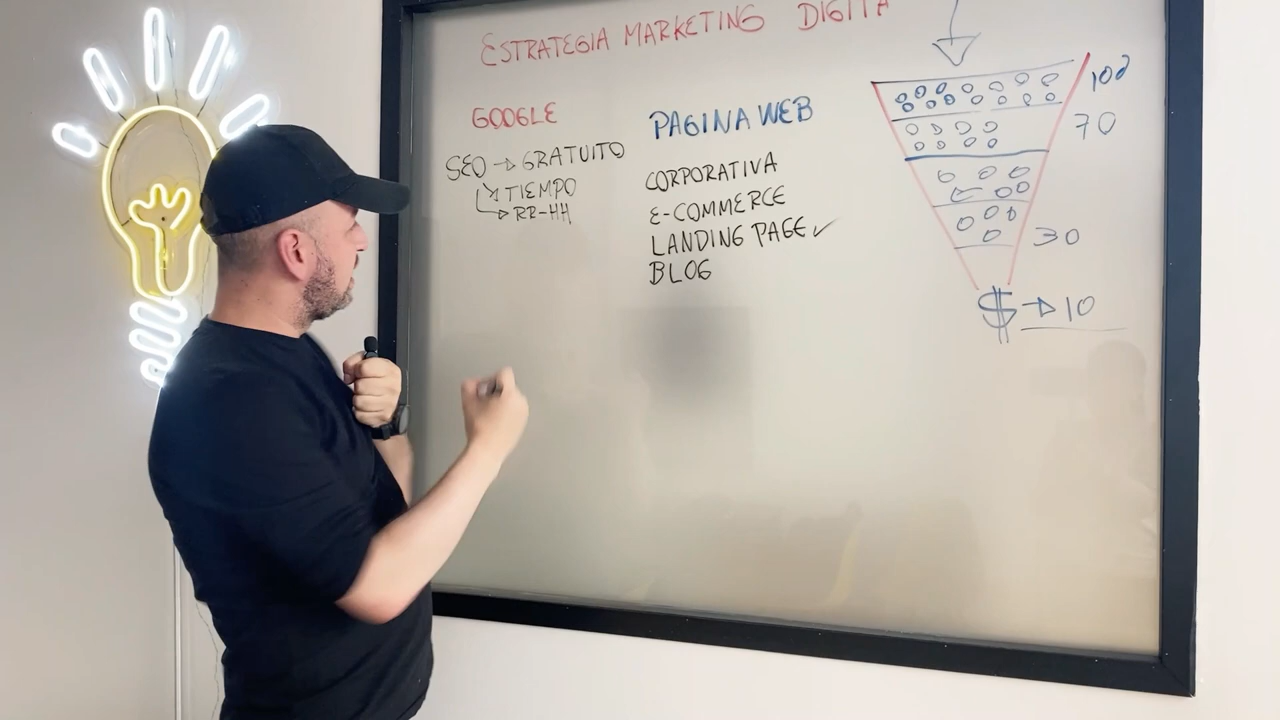 ESTRATEGIA MARKETING DIGITA
GOOGLE
SEO → GRATUITO
→ TIEMPO
→ RR-HH
PAGINA WEB
CORPORATIVA
E-COMMERCE
LANDING PAGE ✓
BLOG
100
70
30
$ → 10